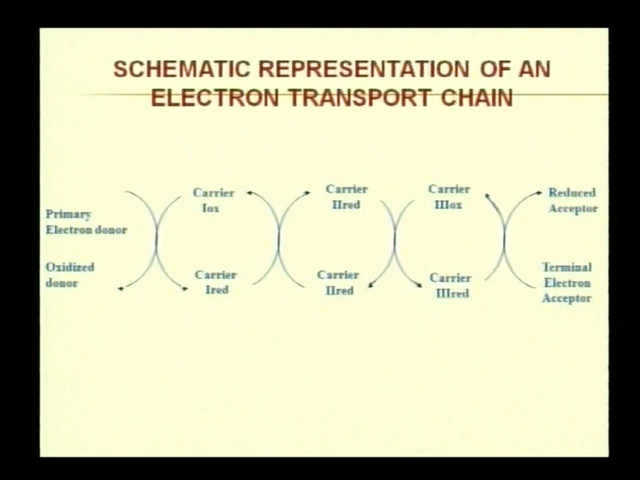 SCHEMATIC REPRESENTATION OF AN
ELECTRON TRANSPORT CHAIN
Primary
Electron donor
Oxidized
donor
Carrier
Iox
Carrier
Ired
Carrier
IIred
Carrier
IIred
Carrier
IIIox
Carrier
IIIred
Reduced
Acceptor
Terminal
Electron
Acceptor